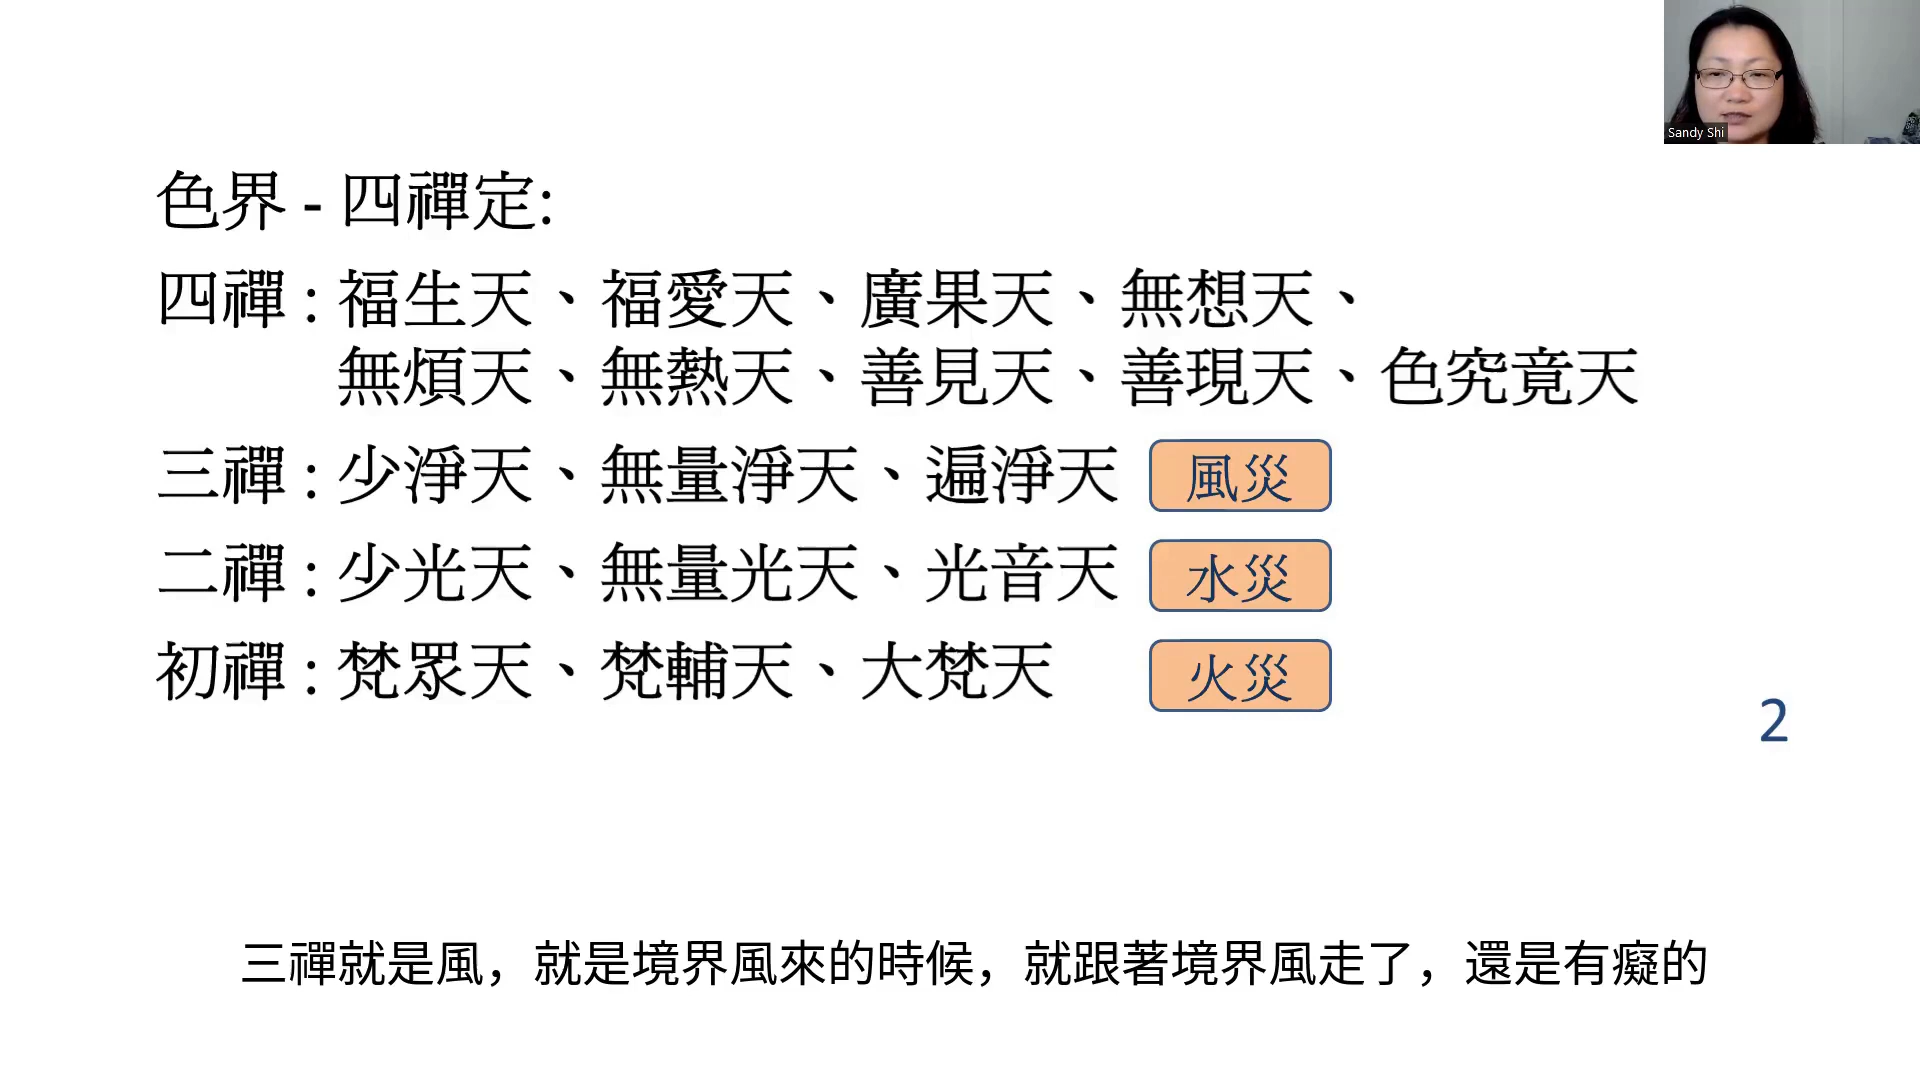 Sandy Shi
色界 - 四禪定:
四禪 : 福生天、福愛天、廣果天、無想天、
無煩天、無熱天、善見天、善現天、色究竟天
三禪 : 少淨天、無量淨天、遍淨天 風災
二禪 : 少光天、無量光天、光音天 水災
初禪 : 梵眾天、梵輔天、大梵天 火災
2
三禪就是風，就是境界風來的時候，就跟著境界風走了，還是有癡的